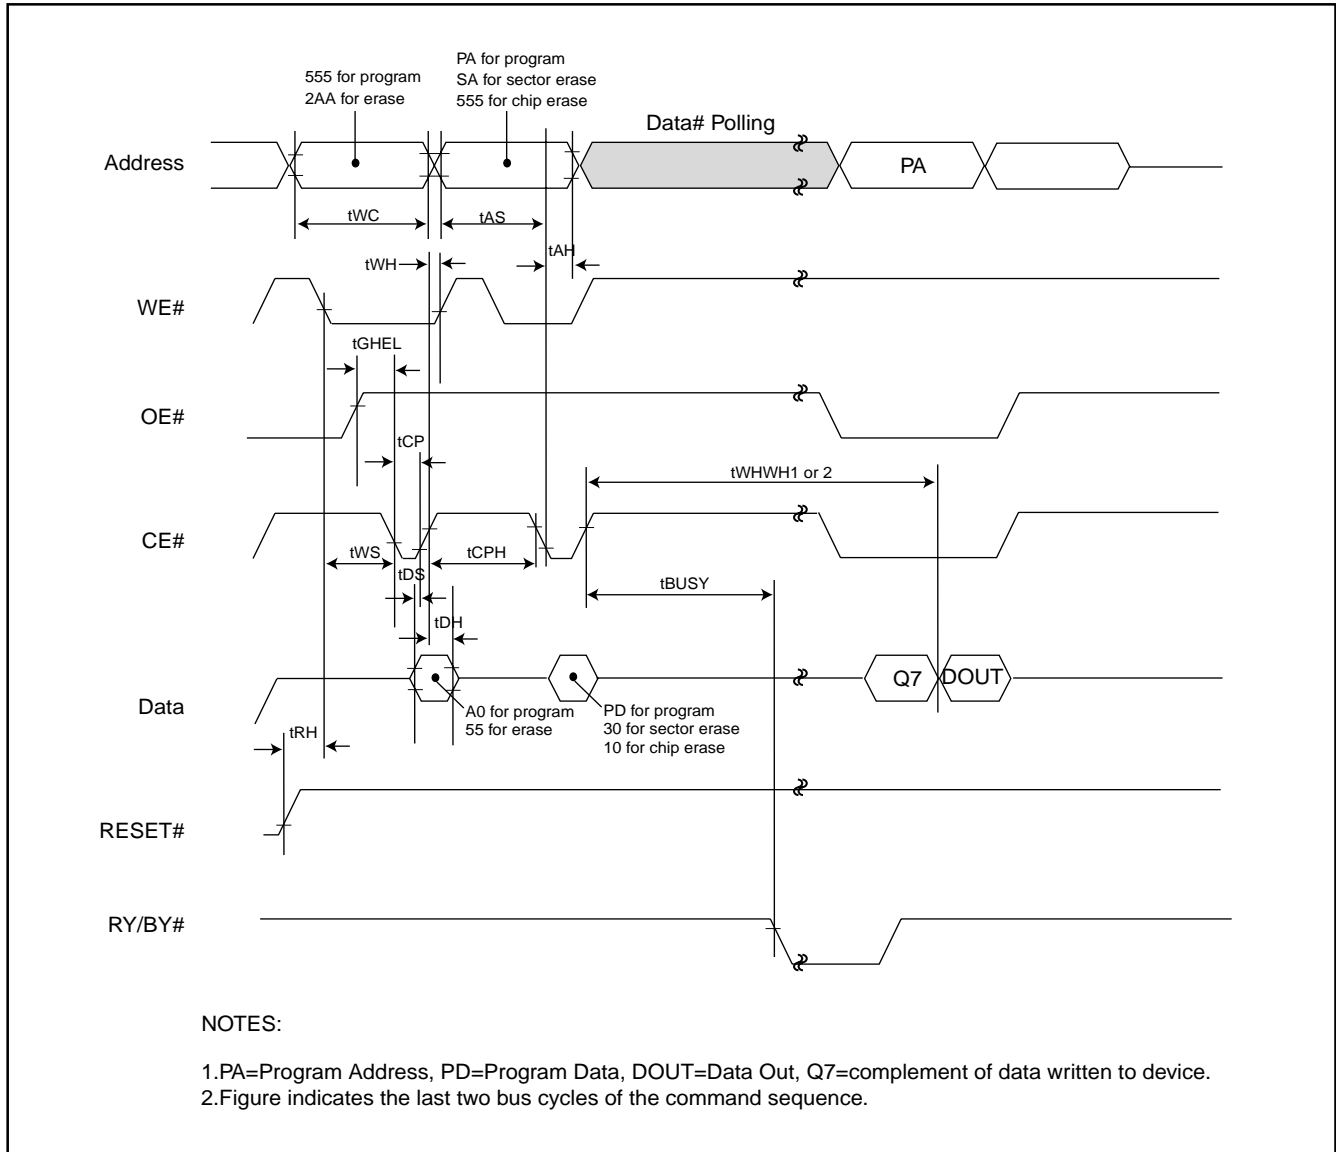 555 for program
2AA for erase
PA for program
SA for sector erase
555 for chip erase
Data# Polling
Address
PA
tWC
tAS
tAH
tWH
WE#
tGHEL
OE#
tCP
tWHWH1 or 2
CE#
tWS
tCPH
tDS
tBUSY
tDH
Q7
DOUT
Data
A0 for program
55 for erase
PD for program
30 for sector erase
10 for chip erase
tRH
RESET#
RY/BY#
NOTES:
1.PA=Program Address, PD=Program Data, DOUT=Data Out, Q7=complement of data written to device.
2.Figure indicates the last two bus cycles of the command sequence.